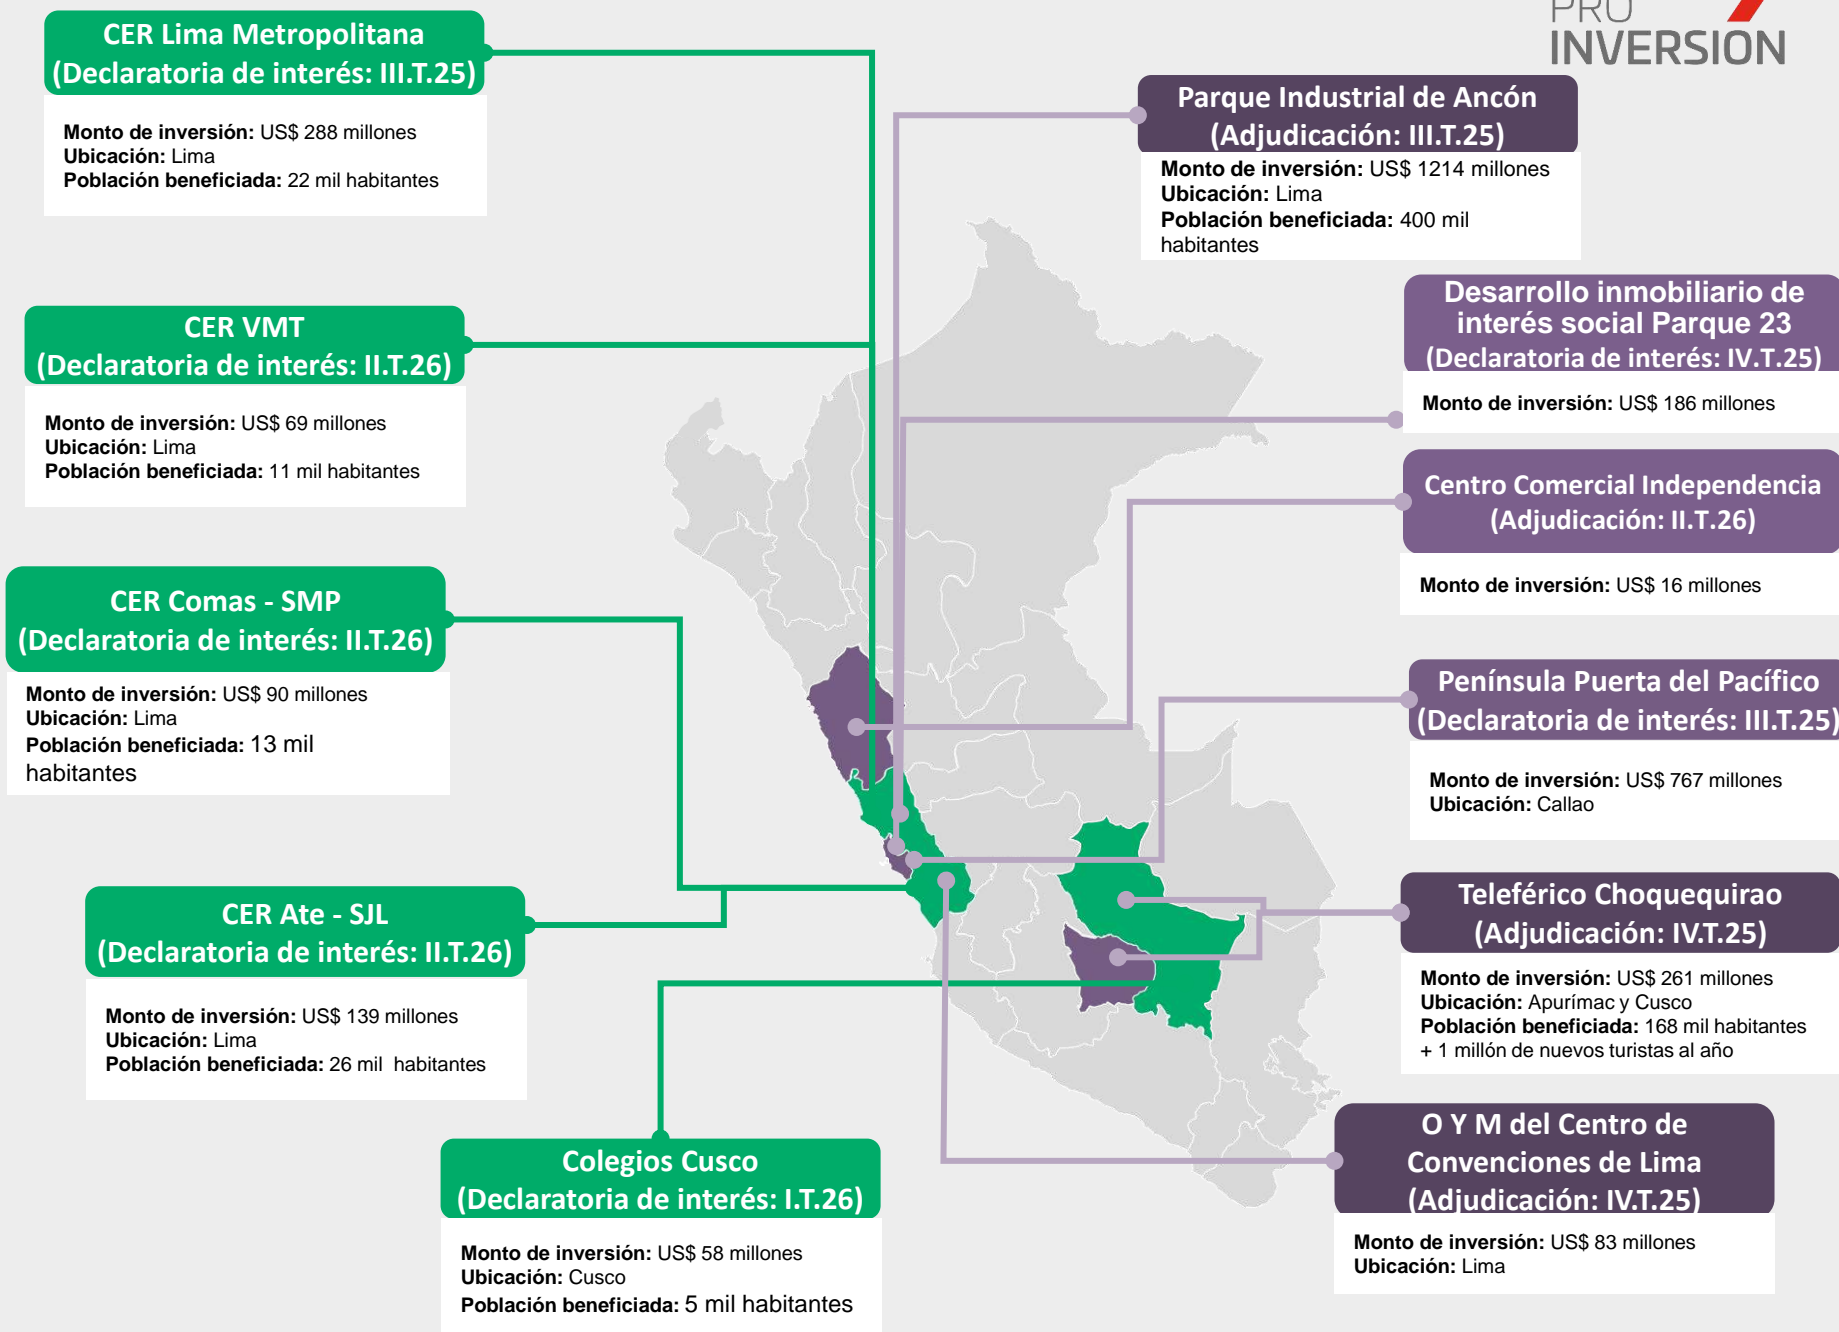 PRO
INVERSION
CER Lima Metropolitana
(Declaratoria de interés: III.T.25)
Monto de inversión: US$ 288 millones
Ubicación: Lima
Población beneficiada: 22 mil habitantes
CER VMT
(Declaratoria de interés: II.T.26)
Monto de inversión: US$ 69 millones
Ubicación: Lima
Población beneficiada: 11 mil habitantes
CER Comas - SMP
(Declaratoria de interés: II.T.26)
Monto de inversión: US$ 90 millones
Ubicación: Lima
Población beneficiada: 13 mil
habitantes
CER Ate - SJL
(Declaratoria de interés: II.T.26)
Monto de inversión: US$ 139 millones
Ubicación: Lima
Población beneficiada: 26 mil habitantes
Colegios Cusco
(Declaratoria de interés: I.T.26)
Monto de inversión: US$ 58 millones
Ubicación: Cusco
Población beneficiada: 5 mil habitantes
Parque Industrial de Ancón
(Adjudicación: III.T.25)
Monto de inversión: US$ 1214 millones
Ubicación: Lima
Población beneficiada: 400 mil
habitantes
Desarrollo inmobiliario de
interés social Parque 23
(Declaratoria de interés: IV.T.25)
Monto de inversión: US$ 186 millones
Centro Comercial Independencia
(Adjudicación: II.T.26)
Monto de inversión: US$ 16 millones
Península Puerta del Pacífico
(Declaratoria de interés: III.T.25)
Monto de inversión: US$ 767 millones
Ubicación: Callao
Teleférico Choquequirao
(Adjudicación: IV.T.25)
Monto de inversión: US$ 261 millones
Ubicación: Apurímac y Cusco
Población beneficiada: 168 mil habitantes
+ 1 millón de nuevos turistas al año
O Y M del Centro de
Convenciones de Lima
(Adjudicación: IV.T.25)
Monto de inversión: US$ 83 millones
Ubicación: Lima